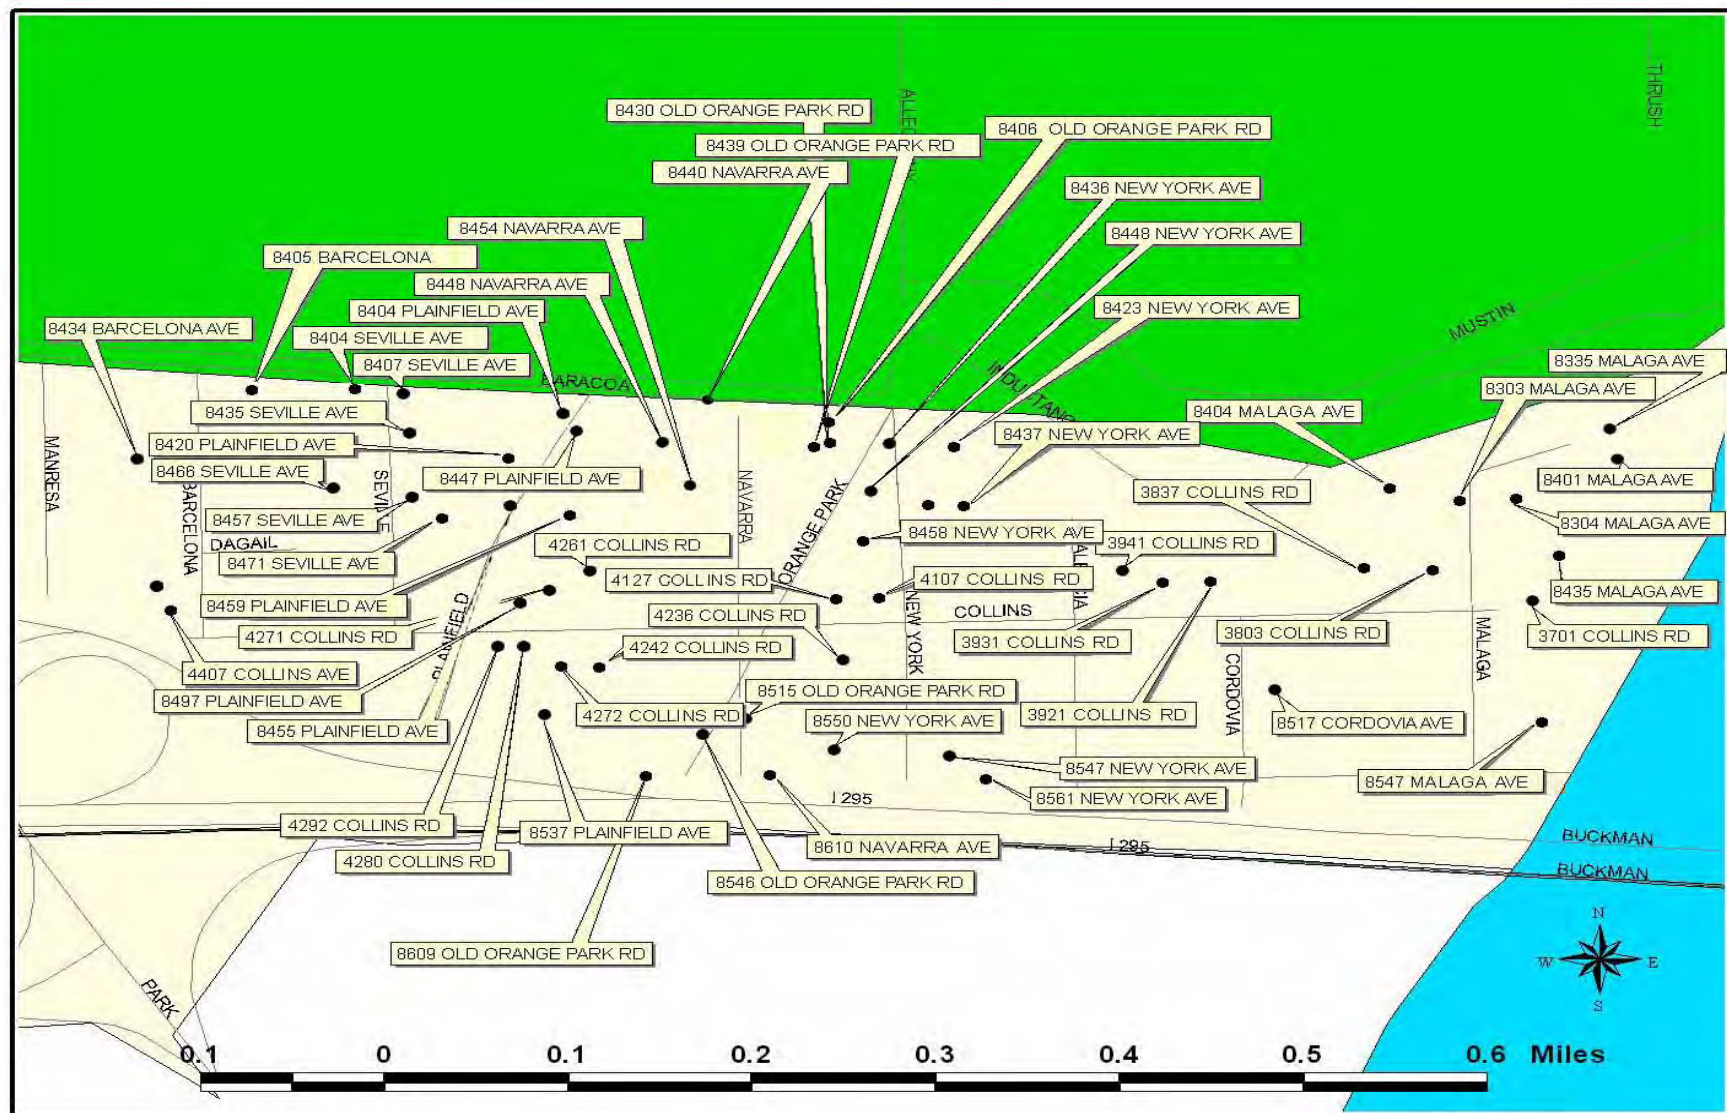 THRUSH
8430 OLD ORANGE PARK RD
8439 OLD ORANGE PARK RD
8406 OLD ORANGE PARK RD
8440 NAVARRA AVE
8436 NEW YORK AVE
8454 NAVARRA AVE
8448 NEW YORK AVE
8405 BARCELONA
8448 NAVARRA AVE
8404 PLAINFIELD AVE
8423 NEW YORK AVE
MUSTIN
8434 BARCELONA AVE
8404 SEVILLE AVE
8407 SEVILLE AVE
BARACOA
8335 MALAGA AVE
8303 MALAGA AVE
8435 SEVILLE AVE
8404 MALAGA AVE
8437 NEW YORK AVE
8420 PLAINFIELD AVE
8466 SEVILLE AVE
8447 PLAINFIELD AVE
MANRESA
BARCELONA
SEVILLE
NAVARRA
ORANGE PARK
3837 COLLINS RD
8401 MALAGA AVE
8457 SEVILLE AVE
8304 MALAGA AVE
8458 NEW YORK AVE
DAGAIL
4261 COLLINS RD
3941 COLLINS RD
8471 SEVILLE AVE
4127 COLLINS RD
4107 COLLINS RD
8435 MALAGA AVE
8459 PLAINFIELD AVE
4236 COLLINS RD
COLLINS
NEW YORK
PLAINFIELD
4271 COLLINS RD
3931 COLLINS RD
3803 COLLINS RD
3701 COLLINS RD
4242 COLLINS RD
MALAGA
CORDOVIA
4407 COLLINS AVE
8497 PLAINFIELD AVE
8515 OLD ORANGE PARK RD
4272 COLLINS RD
3921 COLLINS RD
8517 CORDOVIA AVE
8550 NEW YORK AVE
8455 PLAINFIELD AVE
8547 NEW YORK AVE
8547 MALAGA AVE
8561 NEW YORK AVE
I 295
4292 COLLINS RD
8537 PLAINFIELD AVE
8610 NAVARRA AVE
I 295
BUCKMAN
4280 COLLINS RD
BUCKMAN
8546 OLD ORANGE PARK RD
8609 OLD ORANGE PARK RD
N
W E
S
PARK
0.1 0 0.1 0.2 0.3 0.4 0.5 0.6 Miles